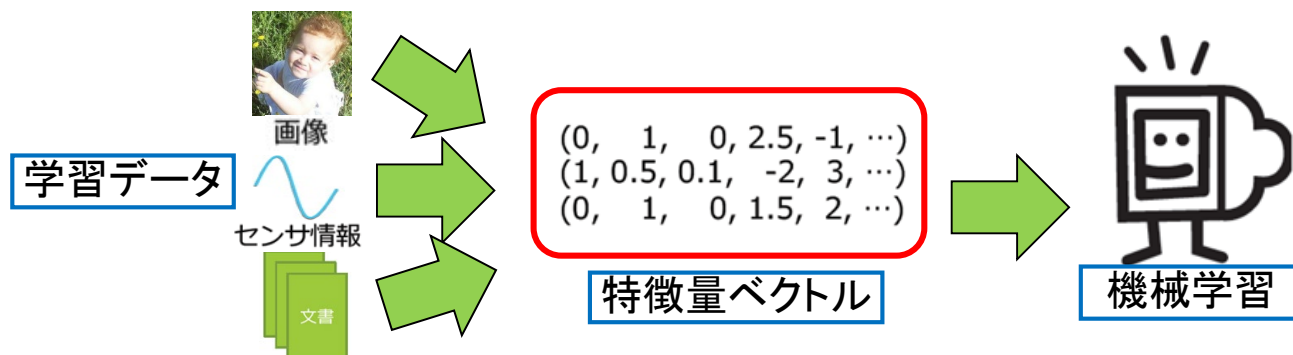 画像
学習データ
センサ情報
文書
(0, 1, 0, 2.5, -1, …)
(1, 0.5, 0.1, -2, 3, …)
(0, 1, 0, 1.5, 2, …)
特徴量ベクトル
機械学習